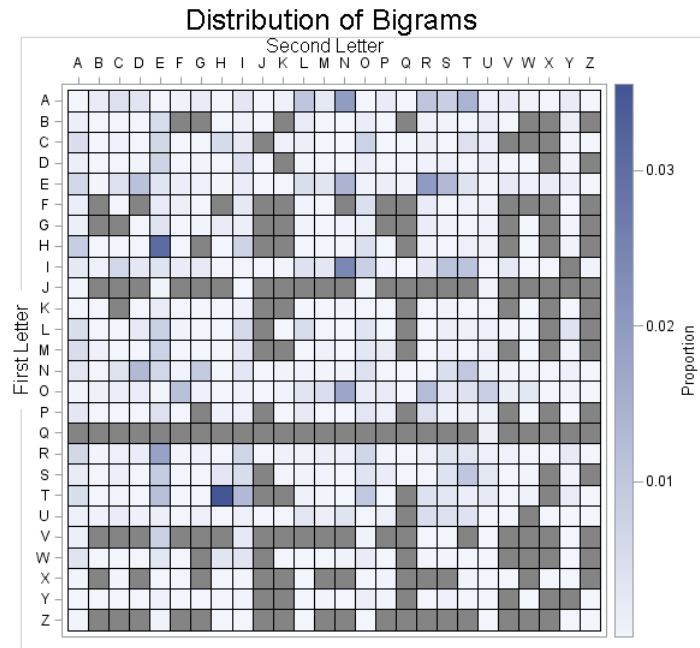 Distribution of Bigrams
Second Letter
A B C D E F G H I J K L M N O P Q R S T U V W X Y Z
First Letter
A
B
C
D
E
F
G
H
I
J
K
L
M
N
O
P
Q
R
S
T
U
V
W
X
Y
Z
0.03
0.02
0.01
Proportion